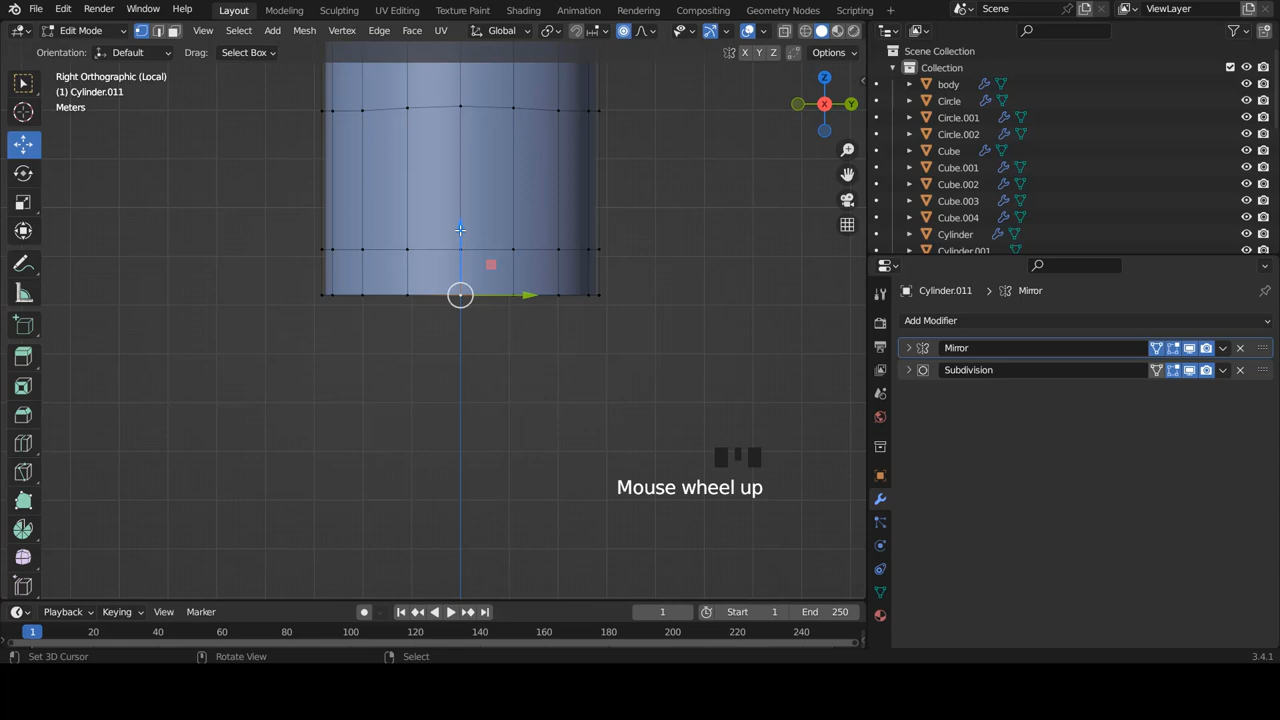 File Edit Render Window Help Layout Modeling Sculpting UV Editing Texture Paint Shading Animation Rendering Compositing Geometry Nodes Scripting Scene ViewLayer
Edit Mode View Select Add Mesh Vertex Edge Face UV Global
Orientation: Default Drag: Select Box X Y Z Options
Right Orthographic (Local)
(1) Cylinder.011
Meters
Z
X
Y
Mouse wheel up
Scene Collection
Collection
body
Circle
Circle.001
Circle.002
Cube
Cube.001
Cube.002
Cube.003
Cube.004
Cylinder
Cylinder.001
Cylinder.011 Mirror
Add Modifier
Mirror
Subdivision
Playback Keying View Marker 1 Start 1 End 250
1 20 40 60 80 100 120 140 160 180 200 220 240
Set 3D Cursor Rotate View Select 3.4.1